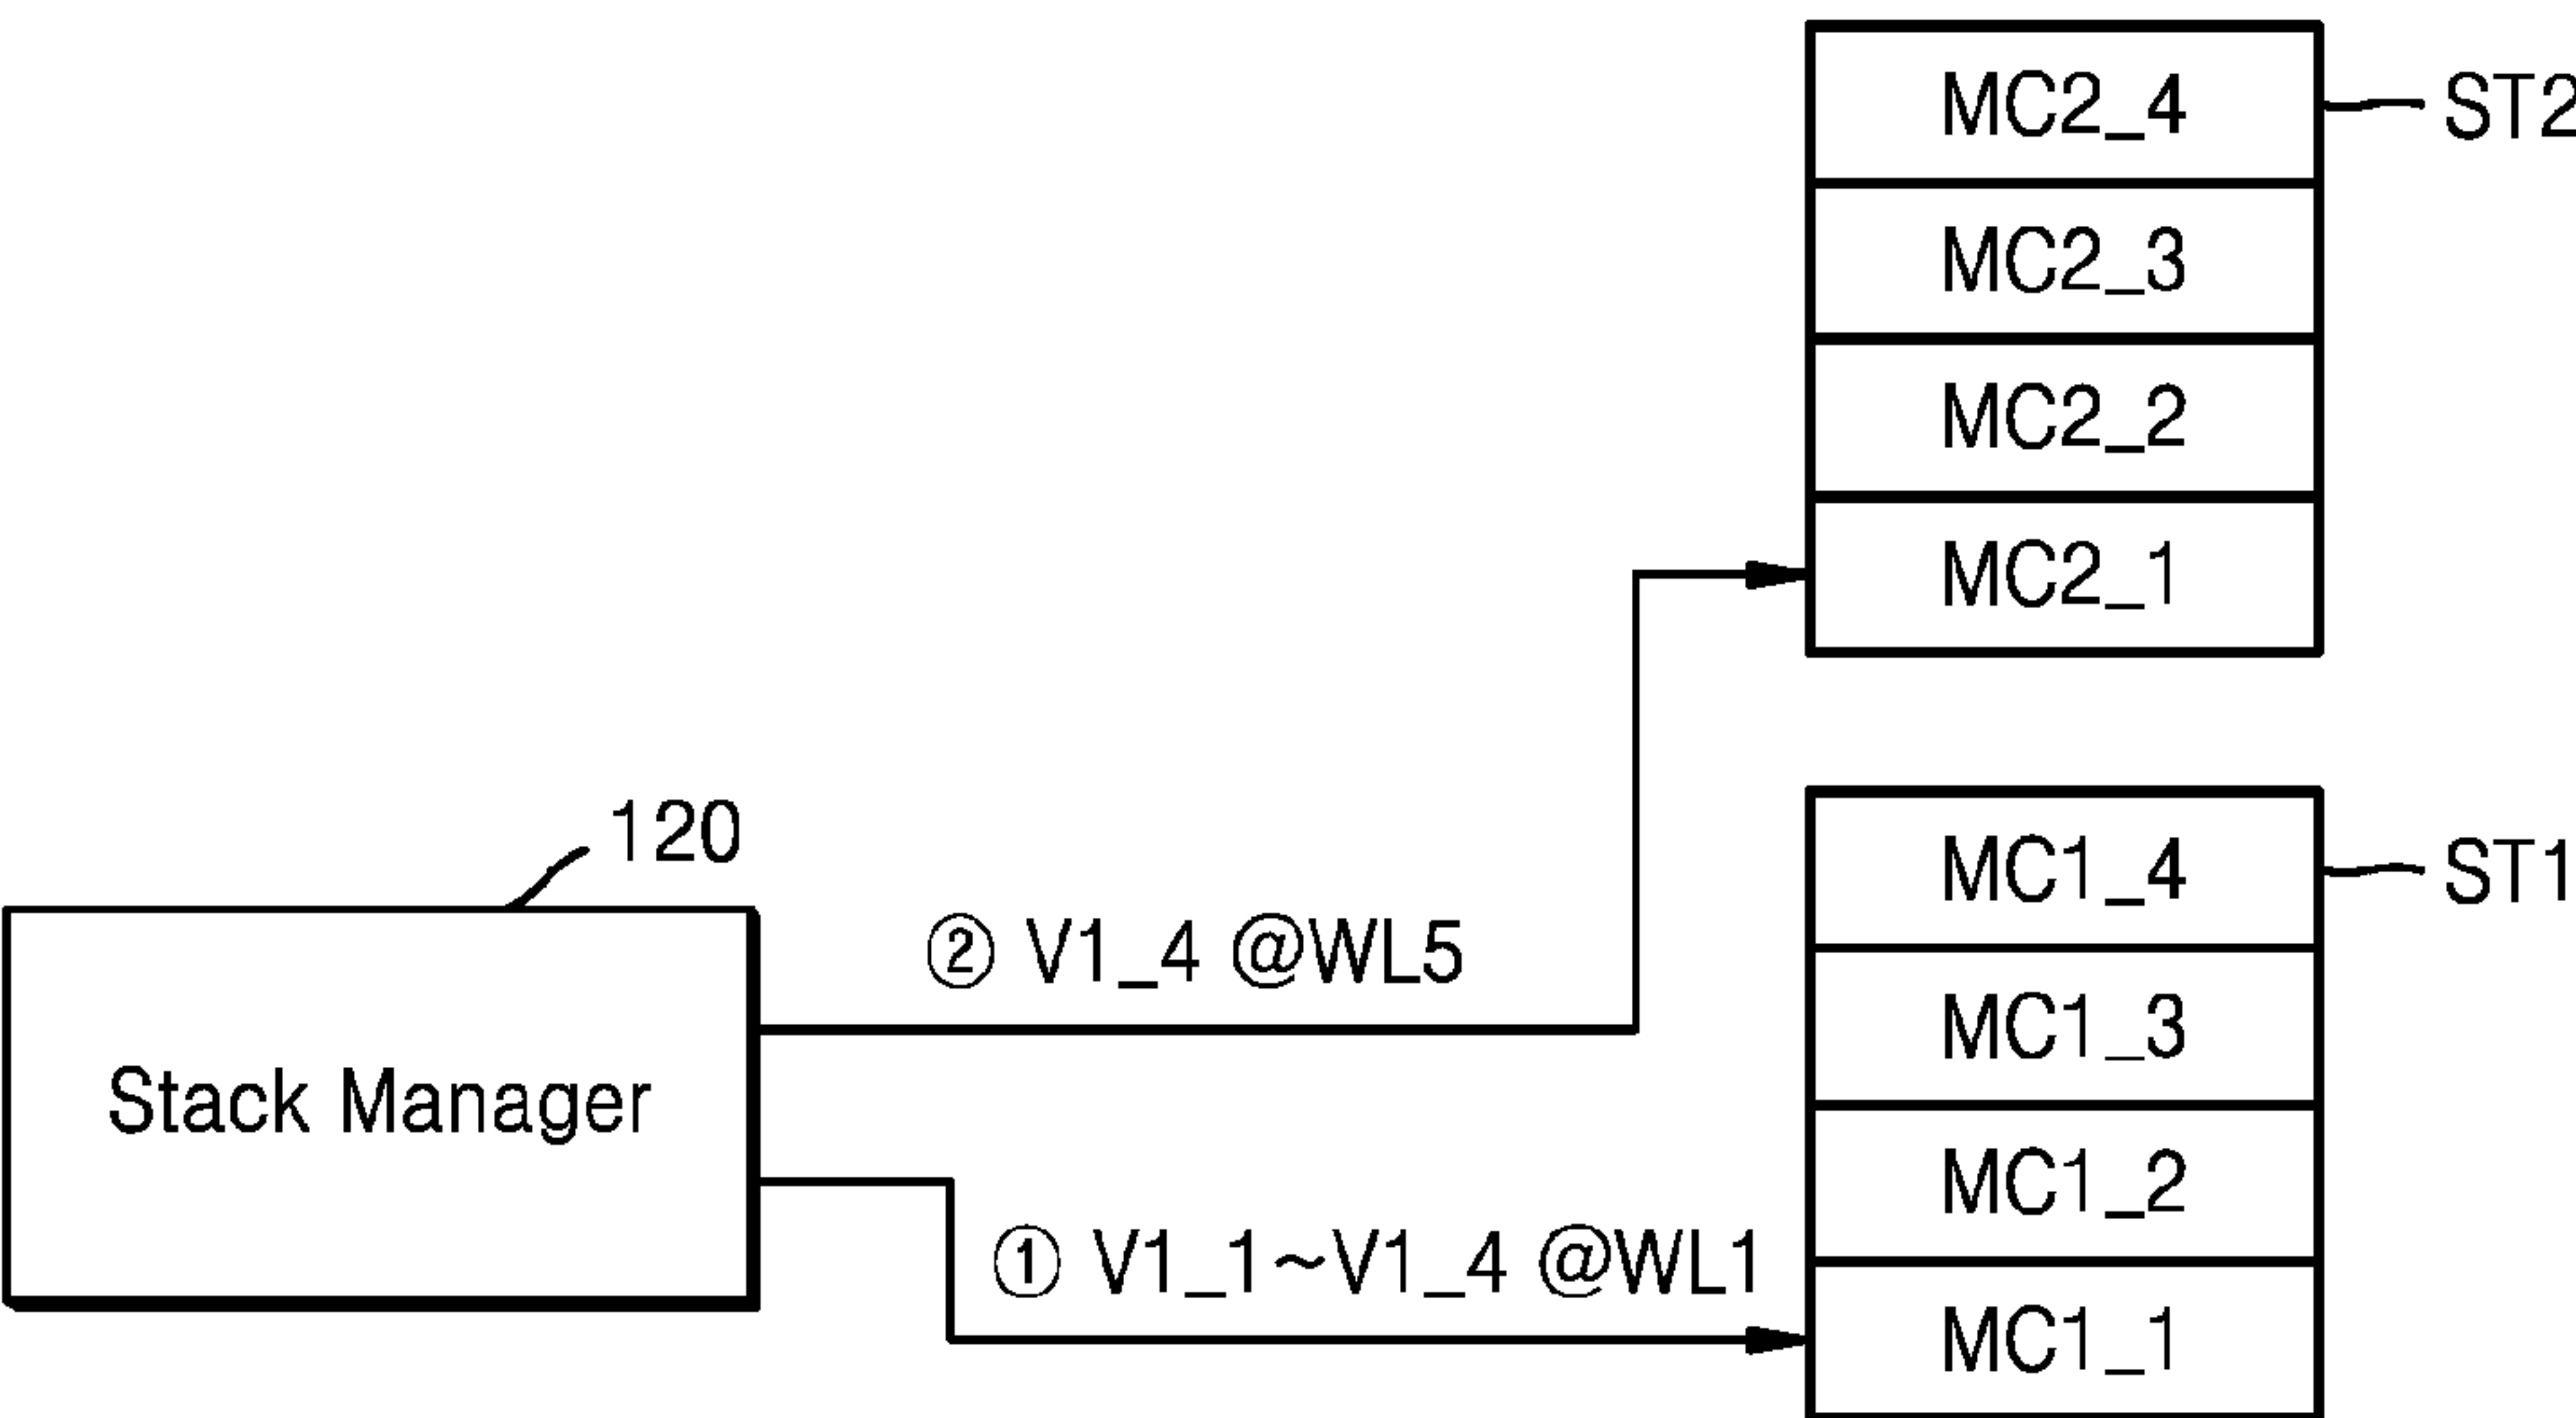 MC2_4
ST2
MC2_3
MC2_2
MC2_1
120
Stack Manager
② V1_4 @WL5
① V1_1~V1_4 @WL1
MC1_4
ST1
MC1_3
MC1_2
MC1_1